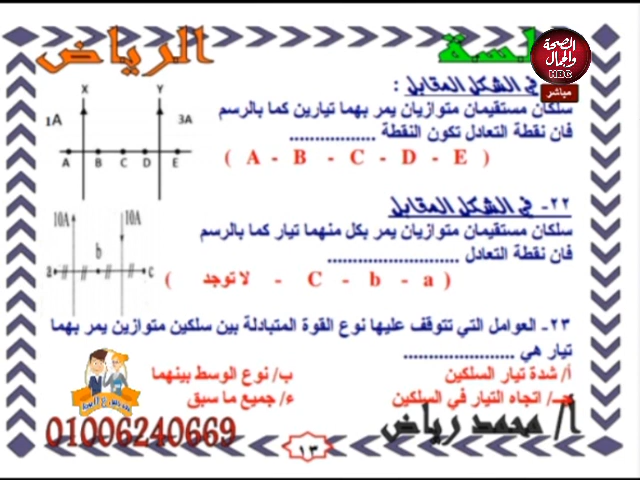 الرياض
لسة
الصحة
والجمال
HBC
مباشر
في الشكل المقابل :
سلكان مستقيمان متوازيان يمر بهما تيارين كما بالرسم
فان نقطة التعادل تكون النقطة ................
( A - B - C - D - E )
X Y
1A 3A
A B C D E
٢٢- في الشكل المقابل
سلكان مستقيمان متوازيان يمر بكل منهما تيار كما بالرسم
فان نقطة التعادل .........................
( a - b - C - لا توجد )
10A 10A
a b c
٢٣- العوامل التي تتوقف عليها نوع القوة المتبادلة بين سلكين متوازين يمر بهما
تيار هي .....................
أ/ شدة تيار السلكين ب/ نوع الوسط بينهما
جـ/ اتجاه التيار في السلكين ء/ جميع ما سبق
أ/ محمد رياض
01006240669
١٣